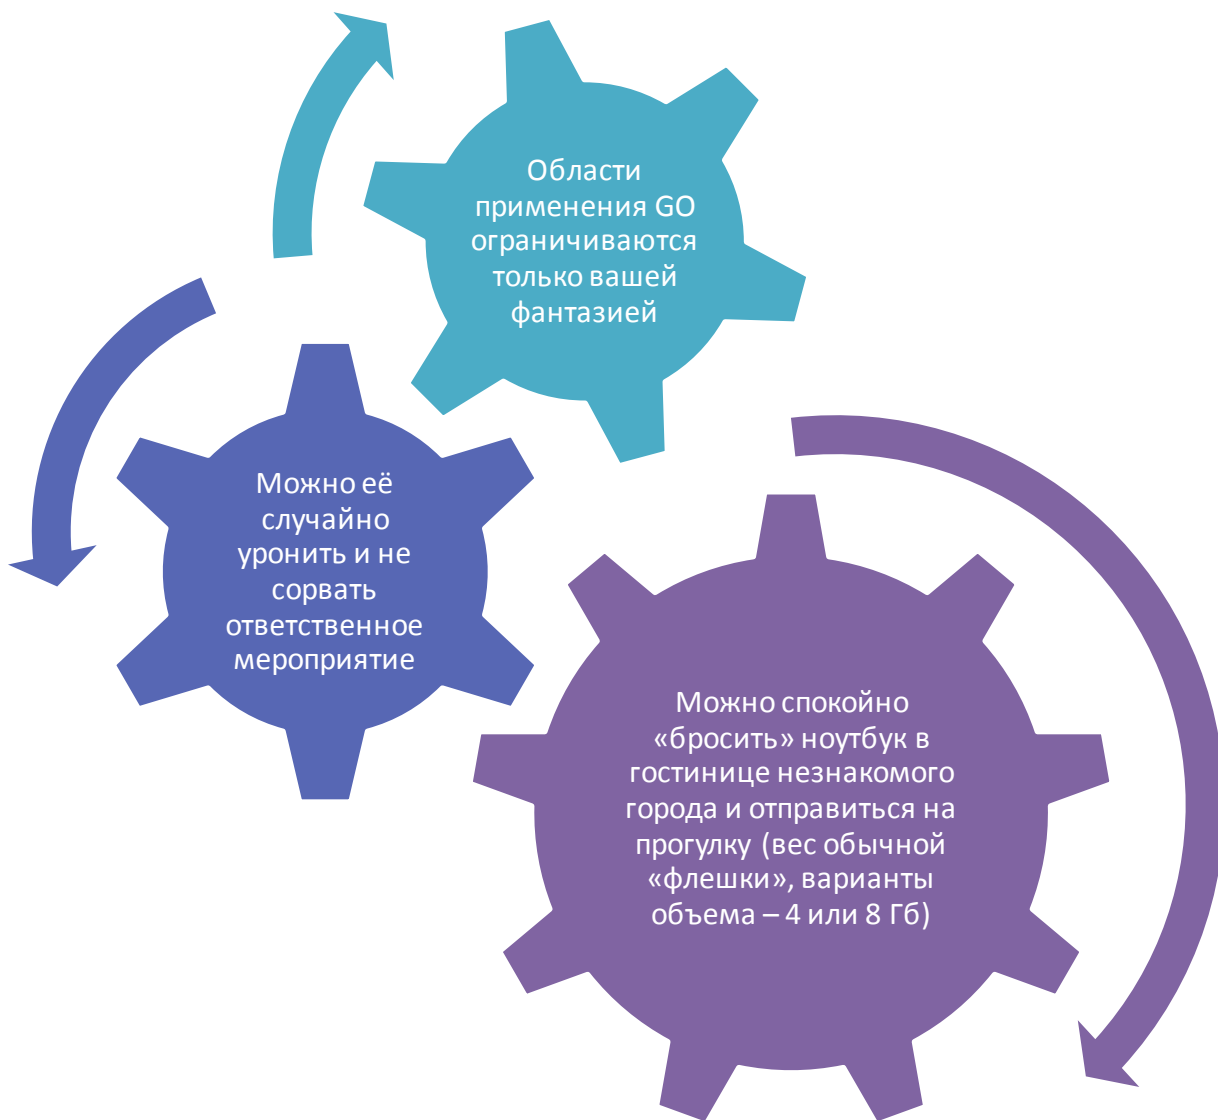 Области
применения GO
ограничиваются
только вашей
фантазией
Можно её
случайно
уронить и не
сорвать
ответственное
мероприятие
Можно спокойно
«бросить» ноутбук в
гостинице незнакомого
города и отправиться на
прогулку (вес обычной
«флешки», варианты
объема – 4 или 8 Гб)